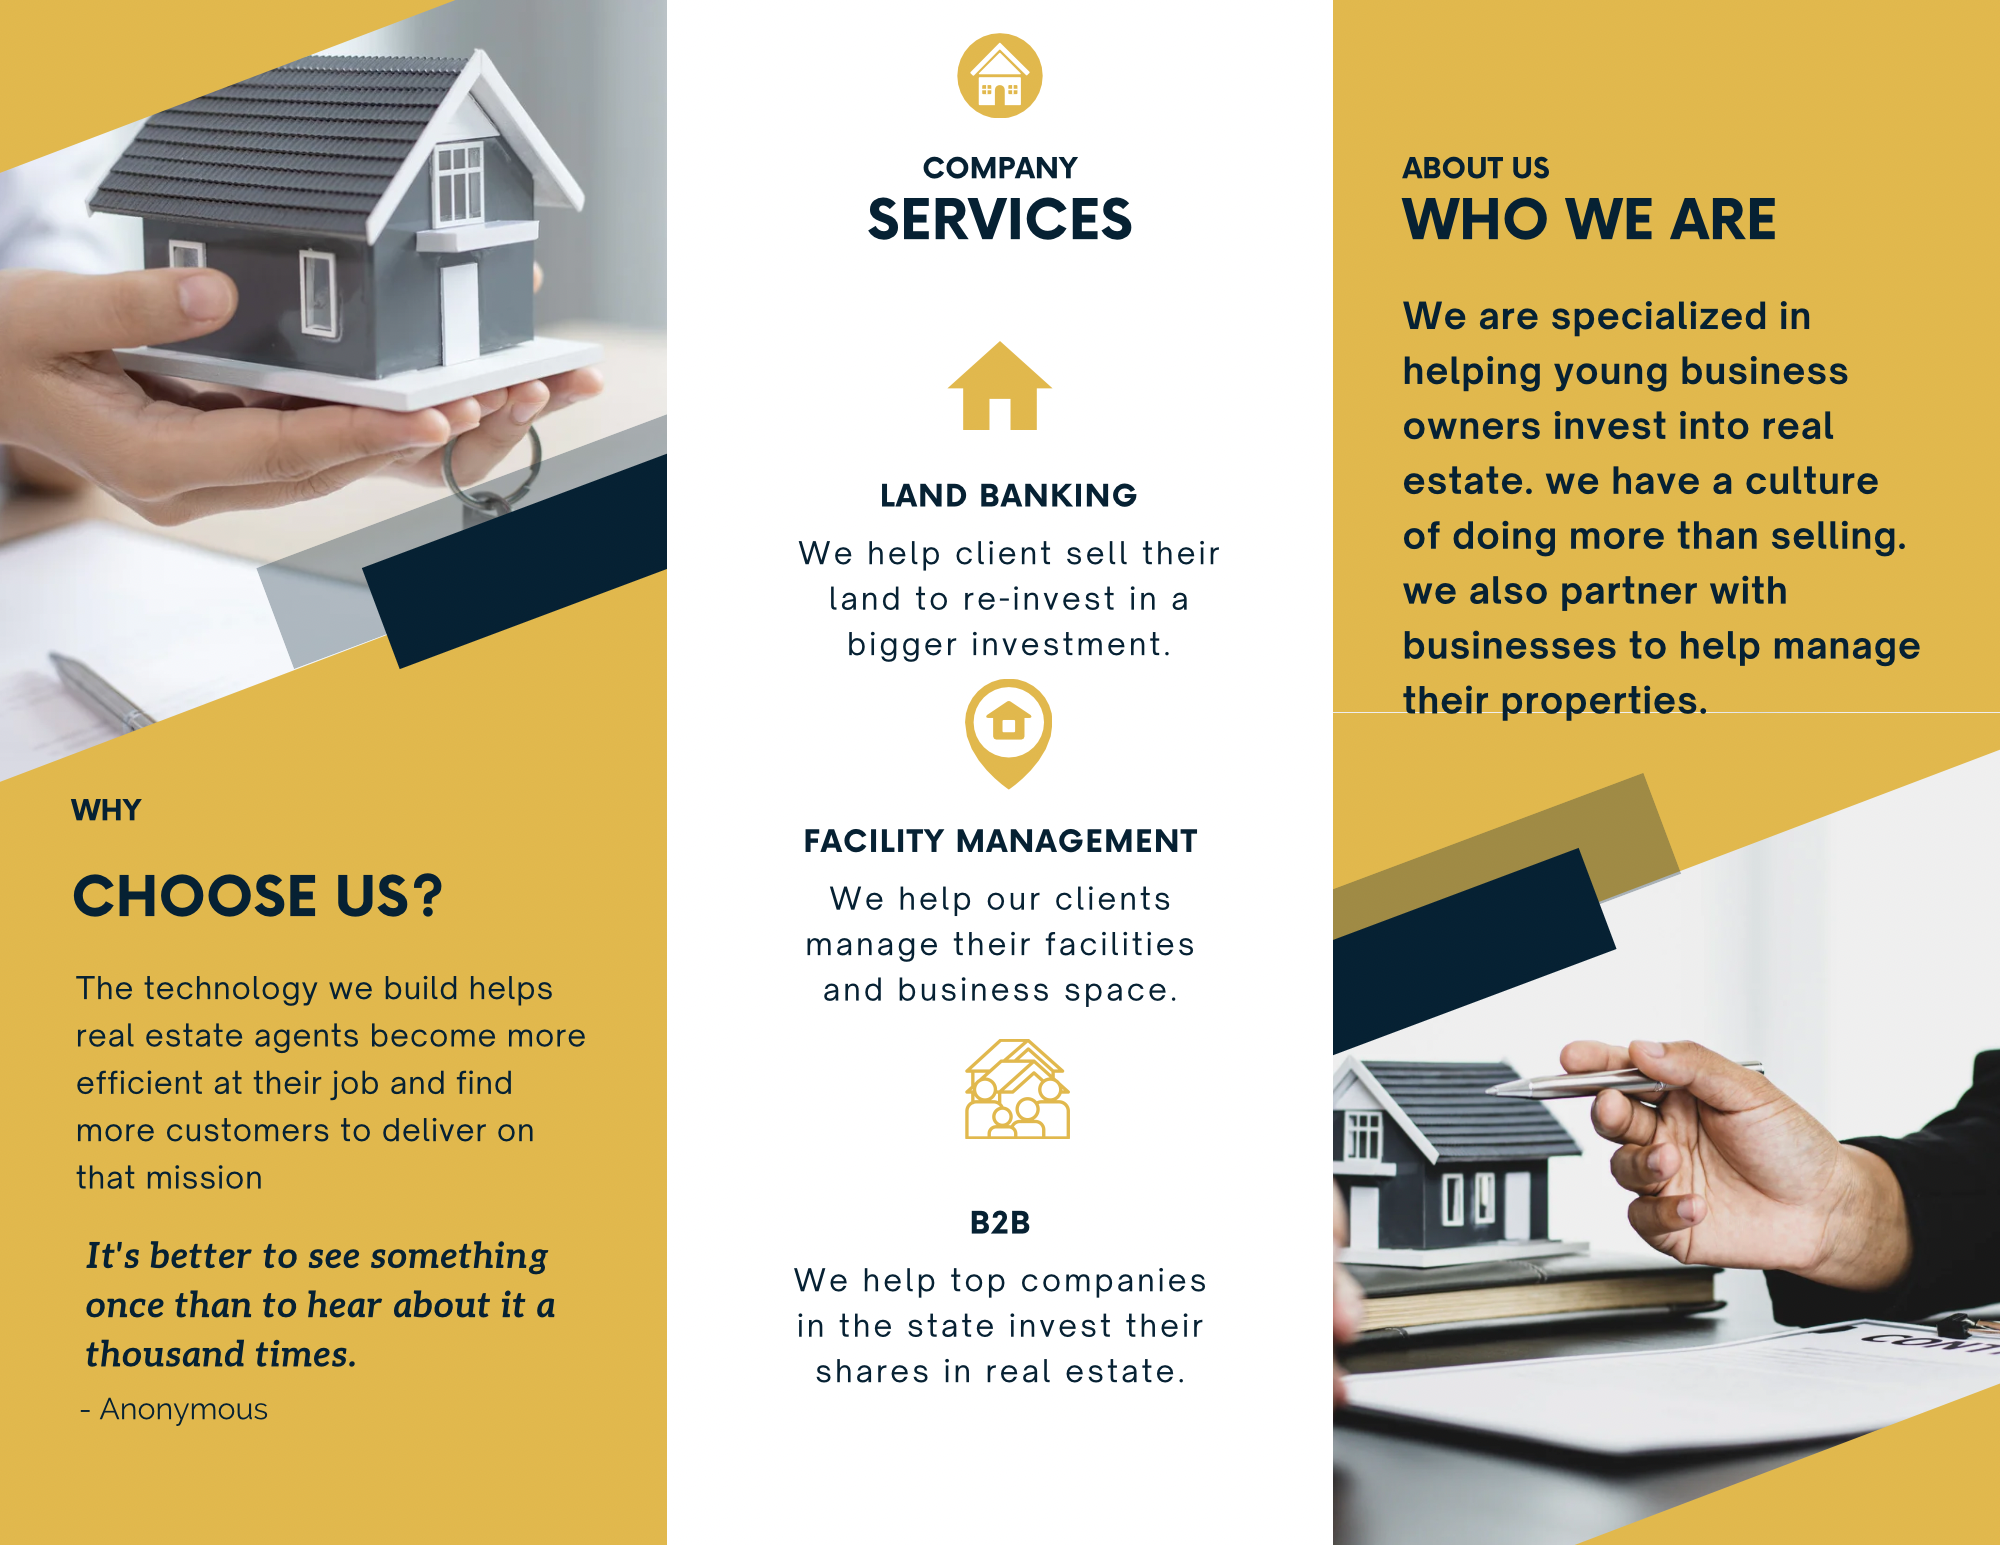 WHY
CHOOSE US?
The technology we build helps
real estate agents become more
efficient at their job and find
more customers to deliver on
that mission
It's better to see something
once than to hear about it a
thousand times.
- Anonymous
COMPANY
SERVICES
LAND BANKING
We help client sell their
land to re-invest in a
bigger investment.
FACILITY MANAGEMENT
We help our clients
manage their facilities
and business space.
B2B
We help top companies
in the state invest their
shares in real estate.
ABOUT US
WHO WE ARE
We are specialized in
helping young business
owners invest into real
estate. we have a culture
of doing more than selling.
we also partner with
businesses to help manage
their properties.